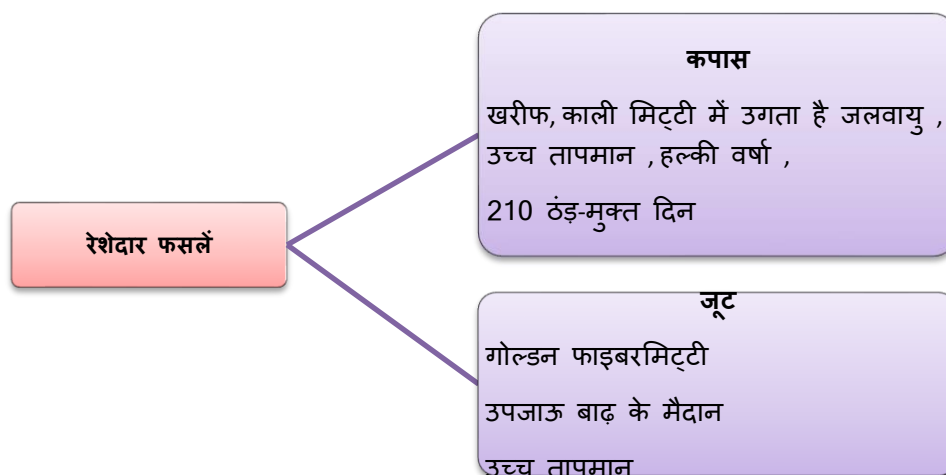 कपास
खरीफ, काली मिट्टी में उगता है जलवायु ,
उच्च तापमान , हल्की वर्षा ,
210 ठंड़-मुक्त दिन
रेशेदार फसलें
जूट
गोल्डन फाइबरमिट्टी
उपजाऊ बाढ़ के मैदान
उच्च तापमान